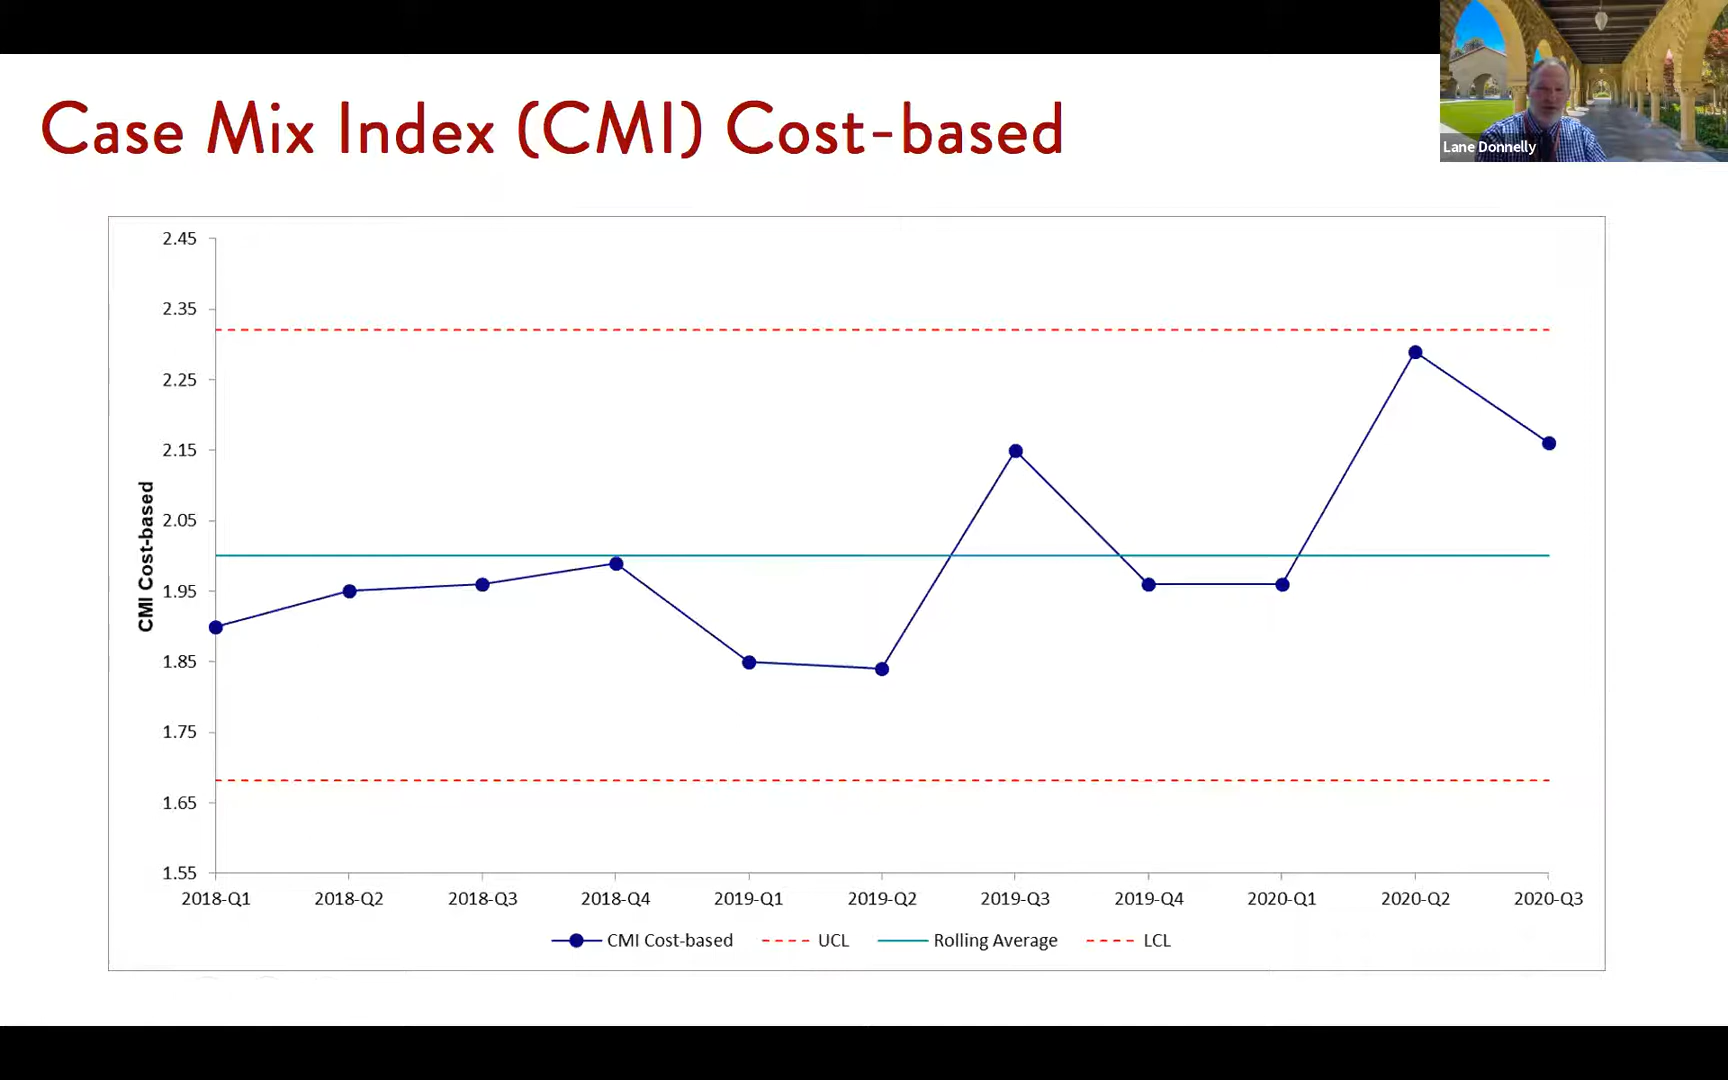 Case Mix Index (CMI) Cost-based
Lane Donnelly
2.45
2.35
2.25
2.15
2.05
1.95
1.85
1.75
1.65
1.55
CMI Cost-based
2018-Q1 2018-Q2 2018-Q3 2018-Q4 2019-Q1 2019-Q2 2019-Q3 2019-Q4 2020-Q1 2020-Q2 2020-Q3
CMI Cost-based UCL Rolling Average LCL